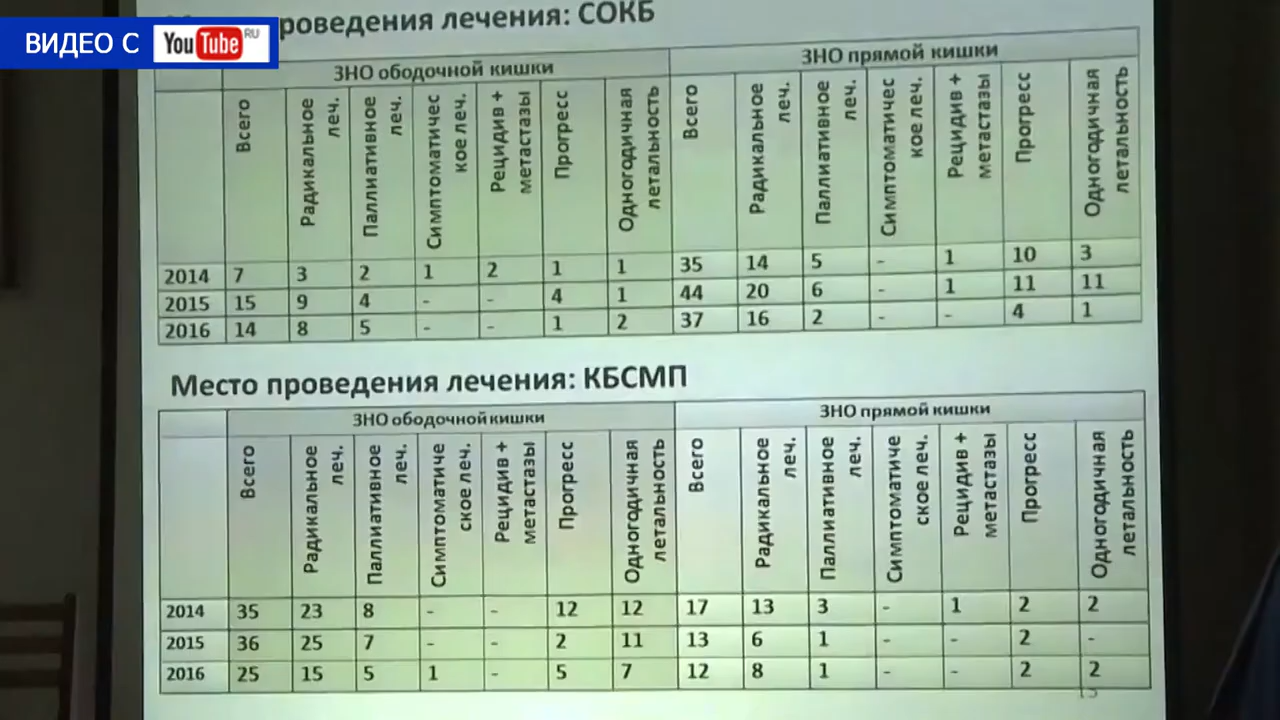 ВИДЕО С YouTube RU
проведения лечения: СОКБ
ЗНО ободочной кишки ЗНО прямой кишки
Всего Радикальное леч. Паллиативное леч. Симптоматичес кое леч. Рецидив + метастазы Прогресс Одногодичная летальность Всего Радикальное леч. Паллиативное леч. Симптоматичес кое леч. Рецидив + метастазы Прогресс Одногодичная летальность
2014 7 3 2 1 2 1 1 35 14 5 - 1 10 3
2015 15 9 4 - - 4 1 44 20 6 - 1 11 11
2016 14 8 5 - - 1 2 37 16 2 - - 4 1
Место проведения лечения: КБСМП
ЗНО ободочной кишки ЗНО прямой кишки
Всего Радикальное леч. Паллиативное леч. Симптоматиче ское леч. Рецидив + метастазы Прогресс Одногодичная летальность Всего Радикальное леч. Паллиативное леч. Симптоматиче ское леч. Рецидив + метастазы Прогресс Одногодичная летальность
2014 35 23 8 - - 12 12 17 13 3 - 1 2 2
2015 36 25 7 - - 2 11 13 6 1 - - 2 -
2016 25 15 5 1 - 5 7 12 8 1 - - 2 2